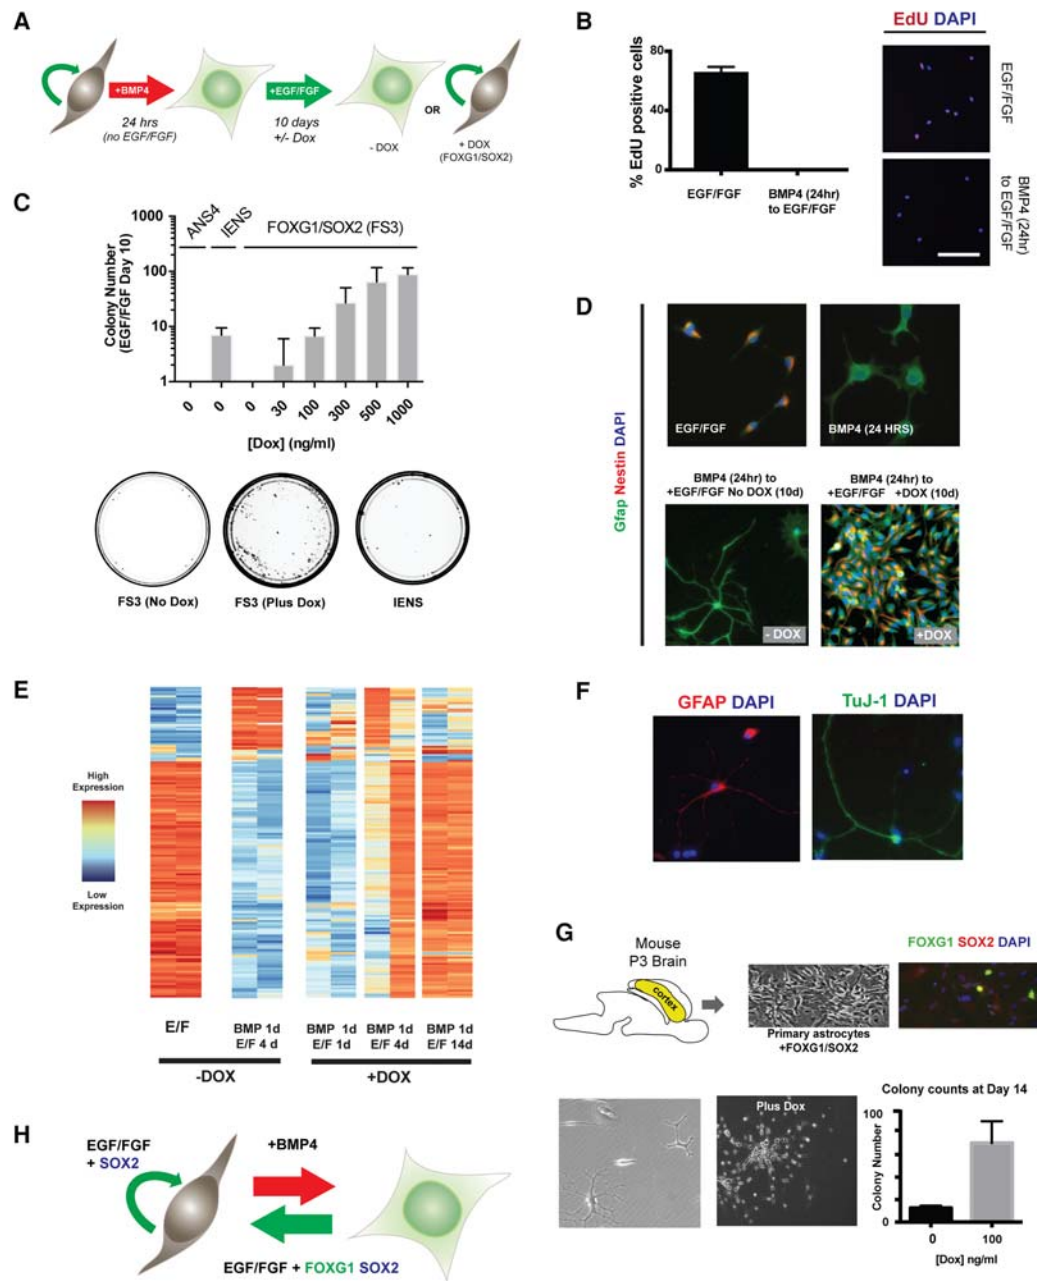 A
+BMP4
24 hrs
(no EGF/FGF)
+EGF/FGF
10 days
+/- Dox
- DOX
OR
+ DOX
(FOXG1/SOX2)
B
% EdU positive cells
80
40
0
EGF/FGF
BMP4 (24hr)
to EGF/FGF
EdU DAPI
EGF/FGF
BMP4 (24hr)
to EGF/FGF
C
Colony Number
(EGF/FGF Day 10)
1000
100
10
1
ANS4
IENS
FOXG1/SOX2 (FS3)
0
0
0
30
100
300
500
1000
[Dox] (ng/ml)
FS3 (No Dox)
FS3 (Plus Dox)
IENS
D
Gfap Nestin DAPI
EGF/FGF
BMP4 (24 HRS)
BMP4 (24hr) to
+EGF/FGF No DOX (10d)
BMP4 (24hr) to
+EGF/FGF +DOX (10d)
- DOX
+DOX
E
High
Expression
Low
Expression
E/F
BMP 1d
E/F 4 d
BMP 1d
E/F 1d
BMP 1d
E/F 4d
BMP 1d
E/F 14d
-DOX
+DOX
F
GFAP DAPI
TuJ-1 DAPI
G
Mouse
P3 Brain
cortex
Primary astrocytes
+FOXG1/SOX2
FOXG1 SOX2 DAPI
Plus Dox
Colony counts at Day 14
Colony Number
100
0
0
100
[Dox] ng/ml
H
EGF/FGF
+ SOX2
+BMP4
EGF/FGF + FOXG1 SOX2